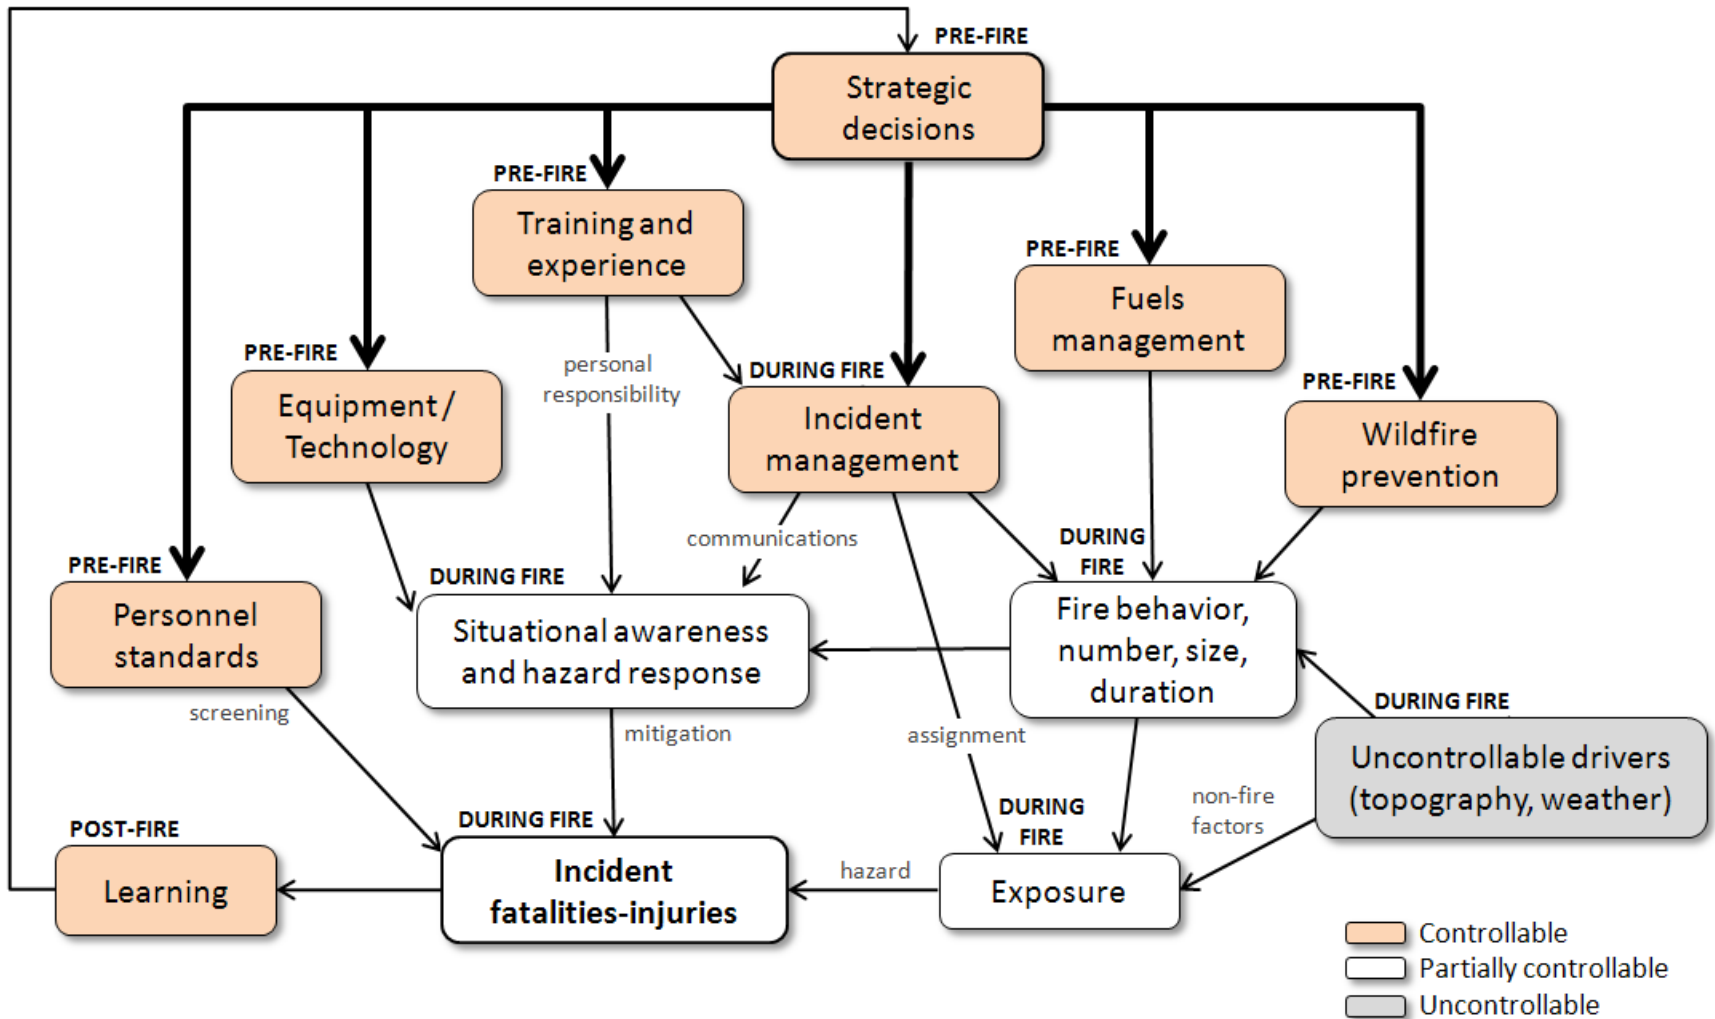 PRE-FIRE
Strategic
decisions
PRE-FIRE
Training and
experience
PRE-FIRE
Fuels
management
PRE-FIRE
Equipment /
Technology
personal
responsibility
DURING FIRE
Incident
management
PRE-FIRE
Wildfire
prevention
communications
PRE-FIRE
Personnel
standards
DURING FIRE
Situational awareness
and hazard response
DURING
FIRE
Fire behavior,
number, size,
duration
screening
mitigation
assignment
DURING FIRE
Uncontrollable drivers
(topography, weather)
non-fire
factors
POST-FIRE
Learning
DURING FIRE
Incident
fatalities-injuries
hazard
DURING
FIRE
Exposure
Controllable
Partially controllable
Uncontrollable